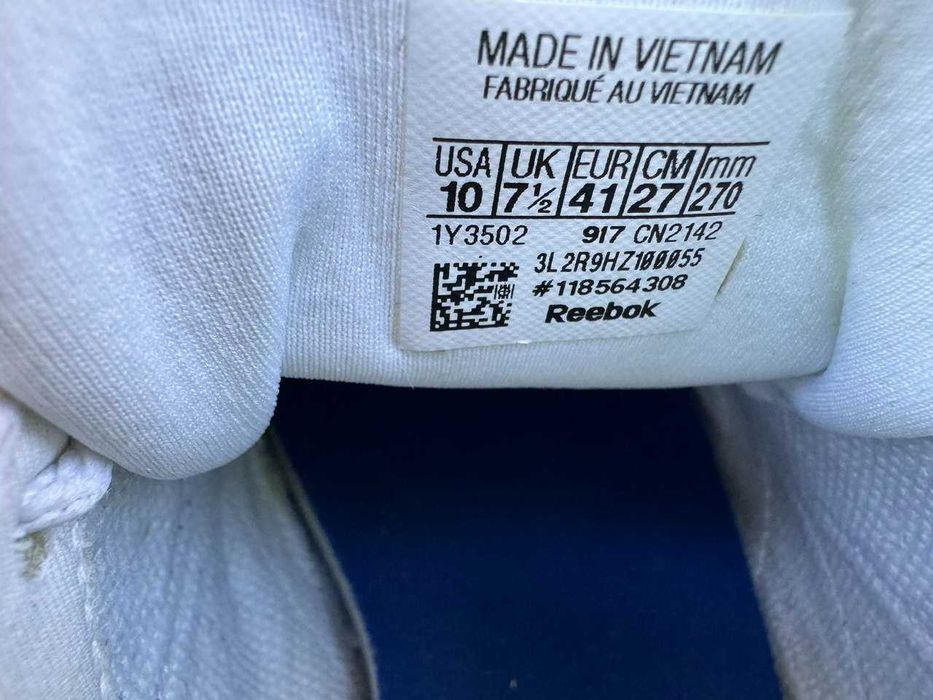 MADE IN VIETNAM
FABRIQUÉ AU VIETNAM
USA UK EUR CM mm
10 7½ 41 27 270
1Y3502 917 CN2142
3L2R9HZ100055
#118564308
Reebok